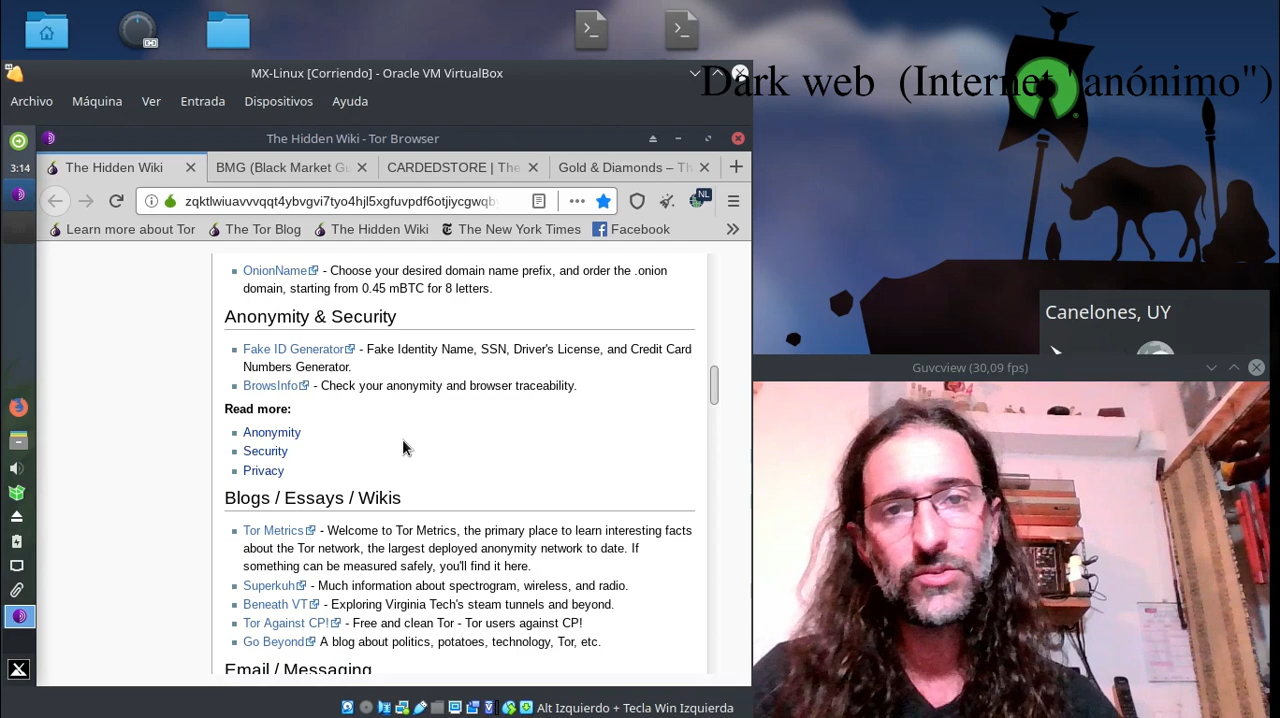 Dark web (Internet "anónimo")
MX-Linux [Corriendo] - Oracle VM VirtualBox
Archivo Máquina Ver Entrada Dispositivos Ayuda
The Hidden Wiki - Tor Browser
3:14
The Hidden Wiki BMG (Black Market Gu CARDEDSTORE | The Gold & Diamonds – Th
zqktlwiuavvvqqt4ybvgvi7tyo4hjl5xgfuvpdf6otjiycgwqb NL
Learn more about Tor The Tor Blog The Hidden Wiki The New York Times Facebook
OnionName - Choose your desired domain name prefix, and order the .onion
domain, starting from 0.45 mBTC for 8 letters.
Anonymity & Security
Fake ID Generator - Fake Identity Name, SSN, Driver's License, and Credit Card
Numbers Generator.
BrowsInfo - Check your anonymity and browser traceability.
Read more:
Anonymity
Security
Privacy
Blogs / Essays / Wikis
Tor Metrics - Welcome to Tor Metrics, the primary place to learn interesting facts
about the Tor network, the largest deployed anonymity network to date. If
something can be measured safely, you'll find it here.
Superkuh - Much information about spectrogram, wireless, and radio.
Beneath VT - Exploring Virginia Tech's steam tunnels and beyond.
Tor Against CP! - Free and clean Tor - Tor users against CP!
Go Beyond A blog about politics, potatoes, technology, Tor, etc.
Email / Messaging
Alt Izquierdo + Tecla Win Izquierda
Canelones, UY
Guvcview (30,09 fps)